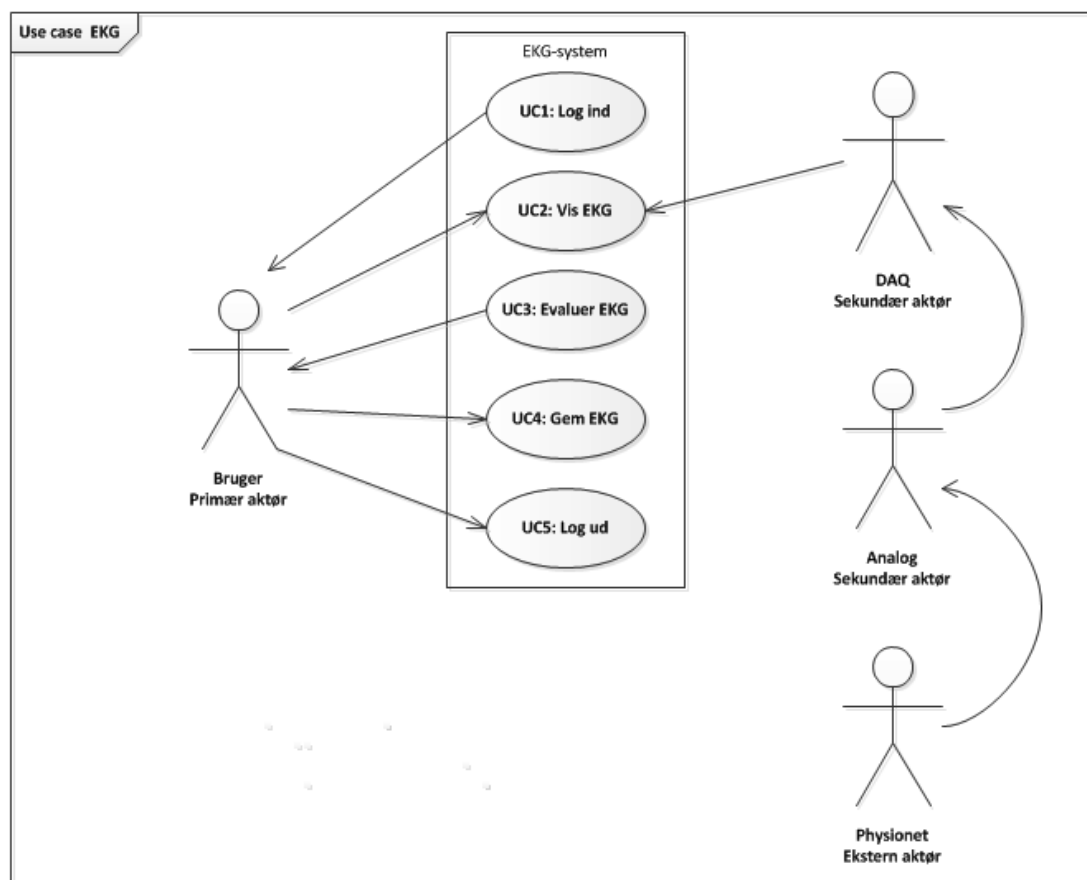 Use case EKG
EKG-system
UC1: Log ind
UC2: Vis EKG
UC3: Evaluer EKG
UC4: Gem EKG
UC5: Log ud
Bruger
Primær aktør
DAQ
Sekundær aktør
Analog
Sekundær aktør
Physionet
Ekstern aktør